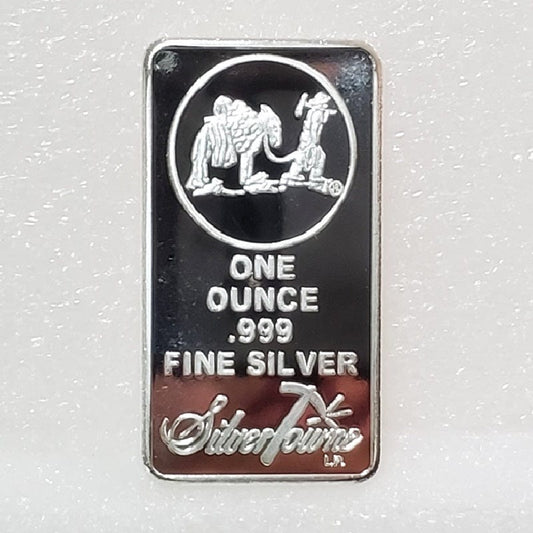 ®
ONE
OUNCE
.999
FINE SILVER
SilverTowne
L.P.